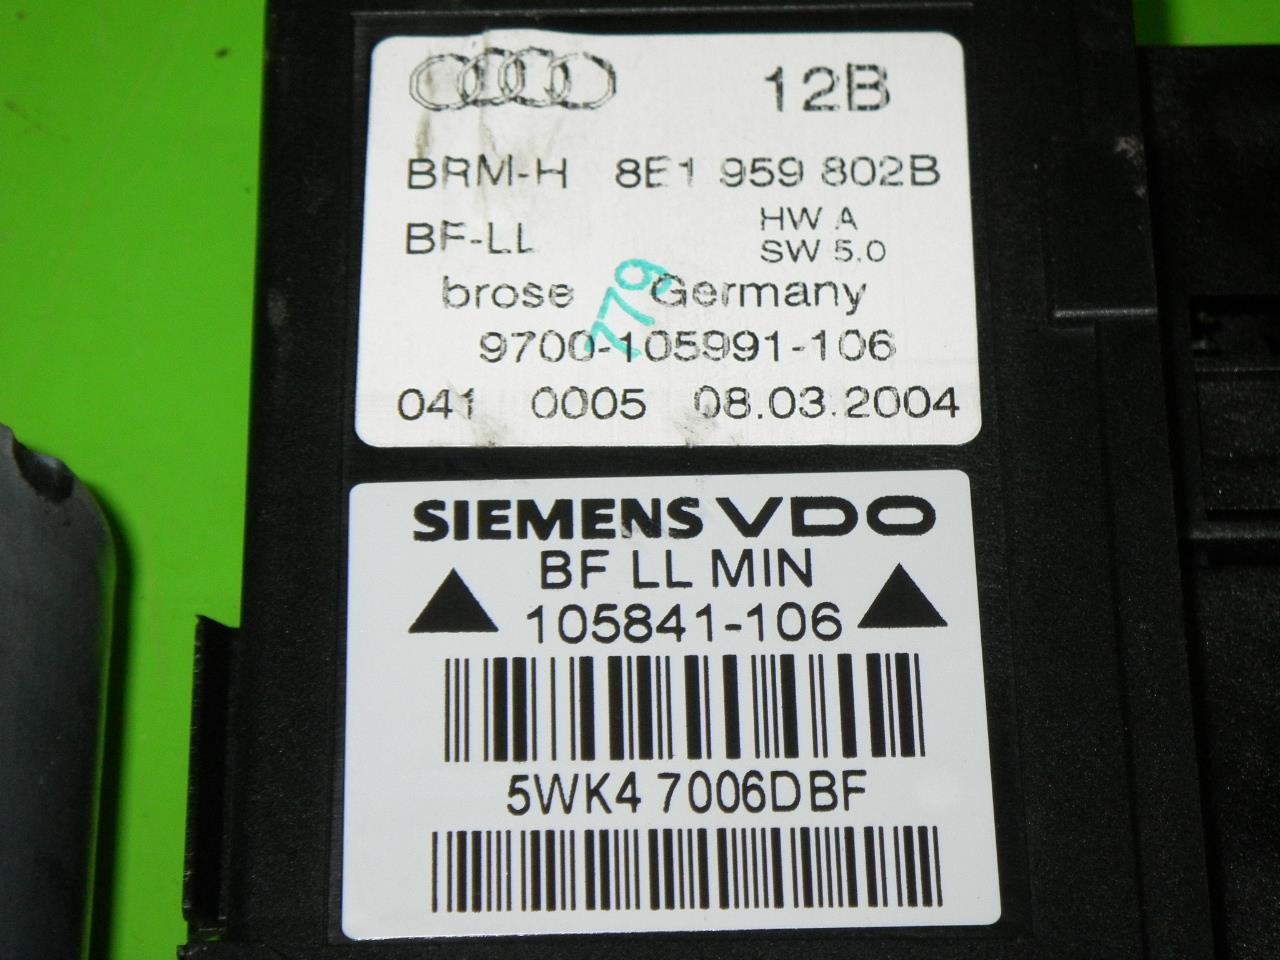 12B
BRM-H 8E1 959 802B
BF-LL HW A
SW 5.0
brose Germany
779
9700-105991-106
041 0005 08.03.2004
SIEMENS VDO
BF LL MIN
105841-106
5WK4 7006DBF